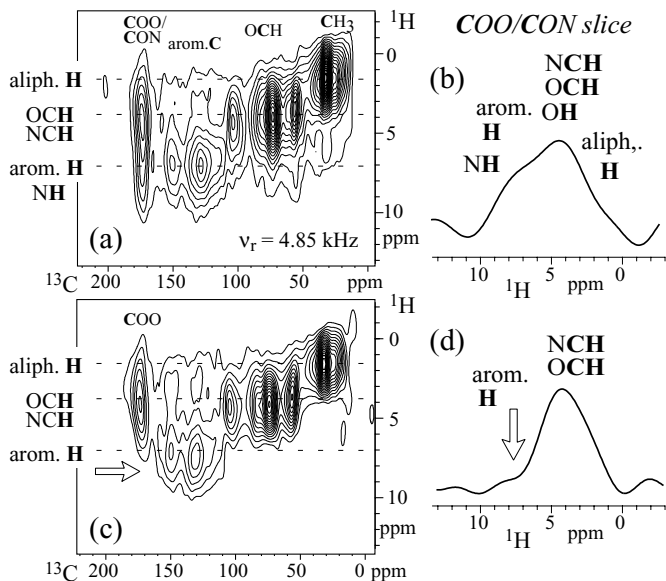 COO/
CON
arom.C
OCH
CH3
1H
0
5
10
ppm
aliph. H
OCH
NCH
arom. H
NH
(a)
νr = 4.85 kHz
13C
200
150
100
50
ppm
COO/CON slice
(b)
NCH
OCH
OH
arom.
H
NH
aliph,.
H
10
5
ppm
0
1H
COO
1H
0
5
10
ppm
aliph. H
OCH
NCH
arom. H
(c)
13C
200
150
100
50
ppm 0
(d)
NCH
OCH
arom.
H
10
5
ppm
0
1H